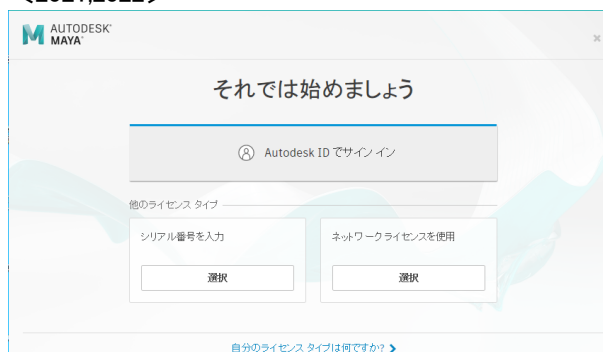 <2021,2022>
AUTODESK®
MAYA®
それでは始めましょう
Autodesk ID でサイン イン
他のライセンス タイプ
シリアル番号を入力
ネットワークライセンスを使用
選択
選択
自分のライセンス タイプは何ですか?